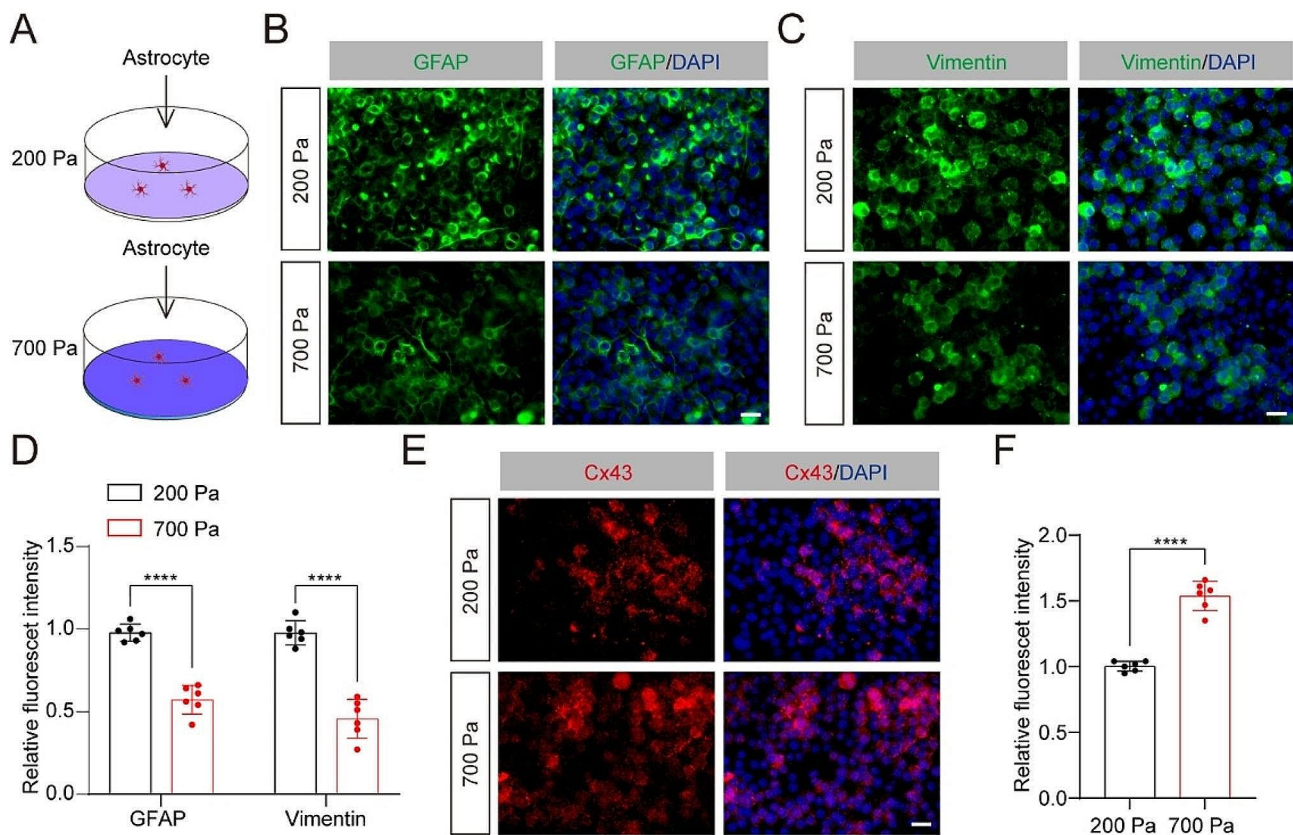 A
Astrocyte
200 Pa
Astrocyte
700 Pa
B
GFAP
GFAP/DAPI
200 Pa
700 Pa
C
Vimentin
Vimentin/DAPI
200 Pa
700 Pa
D
200 Pa
700 Pa
Relative fluorescet intensity
1.5
1.0
0.5
0.0
****
****
GFAP
Vimentin
E
Cx43
Cx43/DAPI
200 Pa
700 Pa
F
Relative fluorescet intensity
2.0
1.5
1.0
0.5
0.0
****
200 Pa
700 Pa